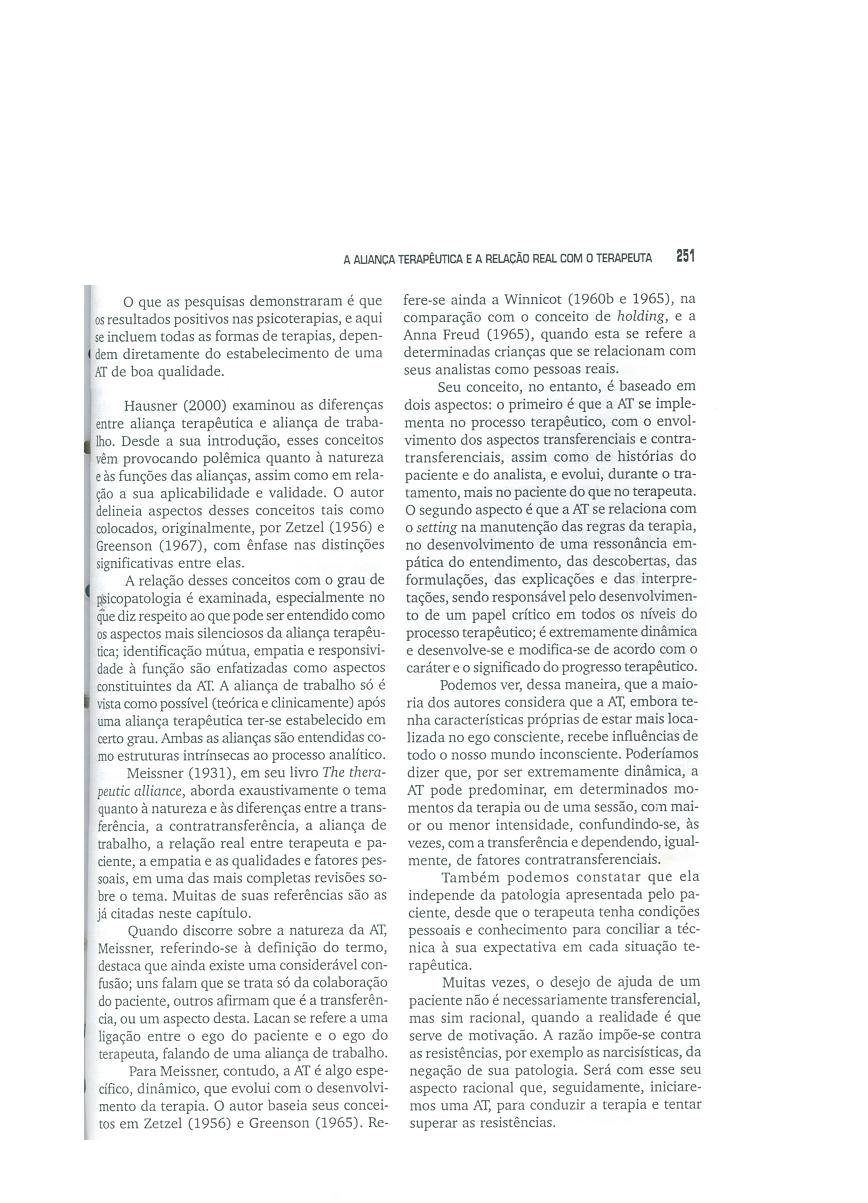 A ALIANÇA TERAPÊUTICA E A RELAÇÃO REAL COM O TERAPEUTA 251
O que as pesquisas demonstraram é que
os resultados positivos nas psicoterapias, e aqui
se incluem todas as formas de terapias, depen-
dem diretamente do estabelecimento de uma
AT de boa qualidade.
Hausner (2000) examinou as diferenças
entre aliança terapêutica e aliança de traba-
lho. Desde a sua introdução, esses conceitos
vêm provocando polêmica quanto à natureza
e às funções das alianças, assim como em rela-
ção a sua aplicabilidade e validade. O autor
delineia aspectos desses conceitos tais como
colocados, originalmente, por Zetzel (1956) e
Greenson (1967), com ênfase nas distinções
significativas entre elas.
A relação desses conceitos com o grau de
psicopatologia é examinada, especialmente no
que diz respeito ao que pode ser entendido como
os aspectos mais silenciosos da aliança terapêu-
tica; identificação mútua, empatia e responsivi-
dade à função são enfatizadas como aspectos
constituintes da AT. A aliança de trabalho só é
vista como possível (teórica e clinicamente) após
uma aliança terapêutica ter-se estabelecido em
certo grau. Ambas as alianças são entendidas co-
mo estruturas intrínsecas ao processo analítico.
Meissner (1931), em seu livro The thera-
peutic alliance, aborda exaustivamente o tema
quanto à natureza e às diferenças entre a trans-
ferência, a contratransferência, a aliança de
trabalho, a relação real entre terapeuta e pa-
ciente, a empatia e as qualidades e fatores pes-
soais, em uma das mais completas revisões so-
bre o tema. Muitas de suas referências são as
já citadas neste capítulo.
Quando discorre sobre a natureza da AT,
Meissner, referindo-se à definição do termo,
destaca que ainda existe uma considerável con-
fusão; uns falam que se trata só da colaboração
do paciente, outros afirmam que é a transferên-
cia, ou um aspecto desta. Lacan se refere a uma
ligação entre o ego do paciente e o ego do
terapeuta, falando de uma aliança de trabalho.
Para Meissner, contudo, a AT é algo espe-
cífico, dinâmico, que evolui com o desenvolvi-
mento da terapia. O autor baseia seus concei-
tos em Zetzel (1956) e Greenson (1965). Re-
fere-se ainda a Winnicot (1960b e 1965), na
comparação com o conceito de holding, e a
Anna Freud (1965), quando esta se refere a
determinadas crianças que se relacionam com
seus analistas como pessoas reais.
Seu conceito, no entanto, é baseado em
dois aspectos: o primeiro é que a AT se imple-
menta no processo terapêutico, com o envol-
vimento dos aspectos transferenciais e contra-
transferenciais, assim como de histórias do
paciente e do analista, e evolui, durante o tra-
tamento, mais no paciente do que no terapeuta.
O segundo aspecto é que a AT se relaciona com
o setting na manutenção das regras da terapia,
no desenvolvimento de uma ressonância em-
pática do entendimento, das descobertas, das
formulações, das explicações e das interpre-
tações, sendo responsável pelo desenvolvimen-
to de um papel crítico em todos os níveis do
processo terapêutico; é extremamente dinâmica
e desenvolve-se e modifica-se de acordo com o
caráter e o significado do progresso terapêutico.
Podemos ver, dessa maneira, que a maio-
ria dos autores considera que a AT, embora te-
nha características próprias de estar mais loca-
lizada no ego consciente, recebe influências de
todo o nosso mundo inconsciente. Poderíamos
dizer que, por ser extremamente dinâmica, a
AT pode predominar, em determinados mo-
mentos da terapia ou de uma sessão, com mai-
or ou menor intensidade, confundindo-se, às
vezes, com a transferência e dependendo, igual-
mente, de fatores contratransferenciais.
Também podemos constatar que ela
independe da patologia apresentada pelo pa-
ciente, desde que o terapeuta tenha condições
pessoais e conhecimento para conciliar a téc-
nica à sua expectativa em cada situação te-
rapêutica.
Muitas vezes, o desejo de ajuda de um
paciente não é necessariamente transferencial,
mas sim racional, quando a realidade é que
serve de motivação. A razão impõe-se contra
as resistências, por exemplo as narcisísticas, da
negação de sua patologia. Será com esse seu
aspecto racional que, seguidamente, iniciare-
mos uma AT, para conduzir a terapia e tentar
superar as resistências.